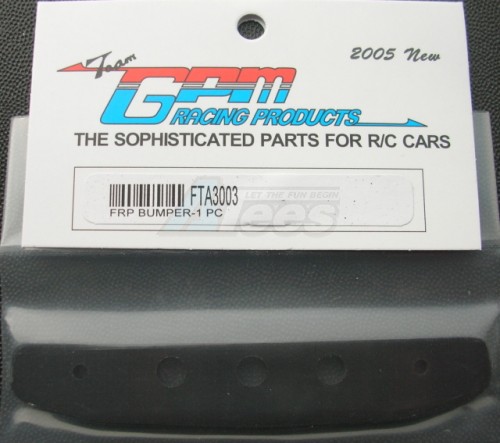 Team
2005 New
GPM
RACING PRODUCTS
THE SOPHISTICATED PARTS FOR R/C CARS
FTA3003
LET THE FUN BEGIN
FRP BUMPER-1 PC
ATees